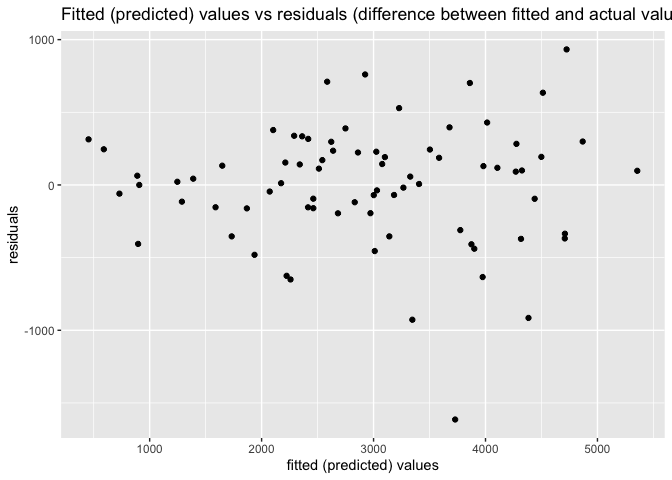 Fitted (predicted) values vs residuals (difference between fitted and actual valu
1000
0
-1000
residuals
1000 2000 3000 4000 5000
fitted (predicted) values